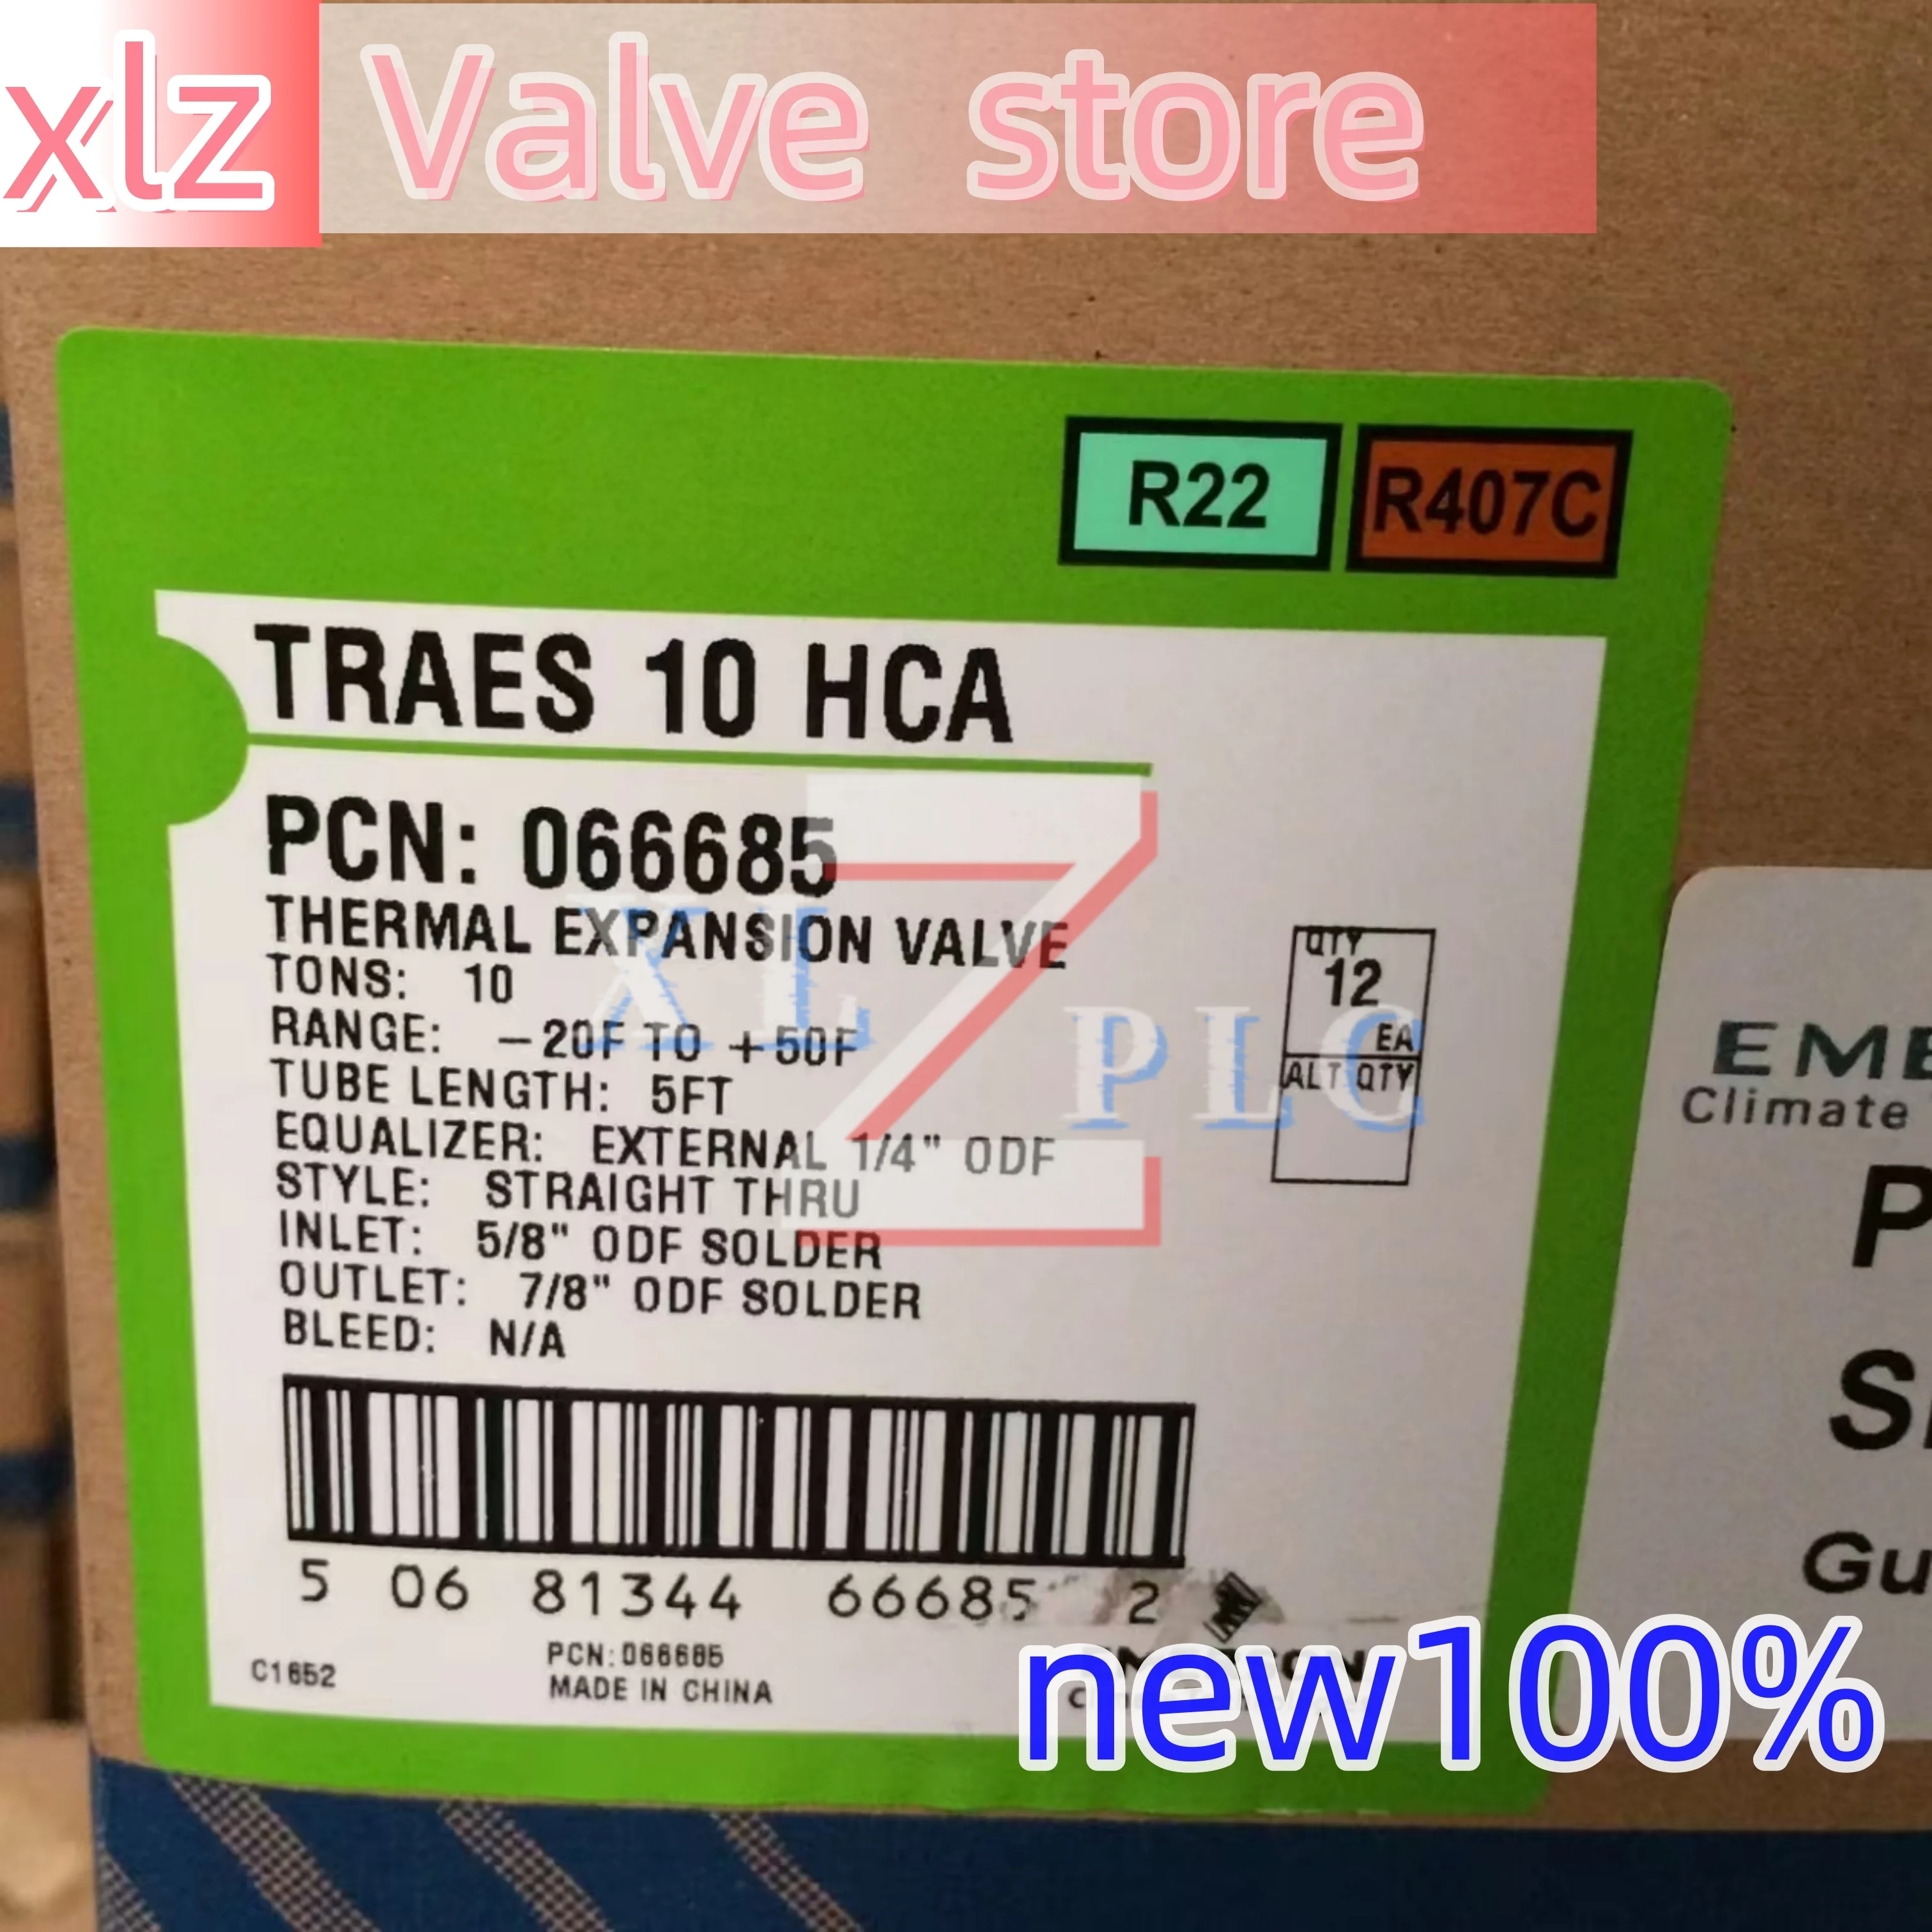 xlz Valve store
R22 R407C
TRAES 10 HCA
PCN: 066685
THERMAL EXPANSION VALVE
TONS: 10
RANGE: -20F TO +50F
TUBE LENGTH: 5FT
EQUALIZER: EXTERNAL 1/4" ODF
STYLE: STRAIGHT THRU
INLET: 5/8" ODF SOLDER
OUTLET: 7/8" ODF SOLDER
BLEED: N/A
QTY
12
EA
ALT QTY
XLZ PLC
5 06 81344 66685 2
C1652
PCN:066685
MADE IN CHINA
Climate
new100%